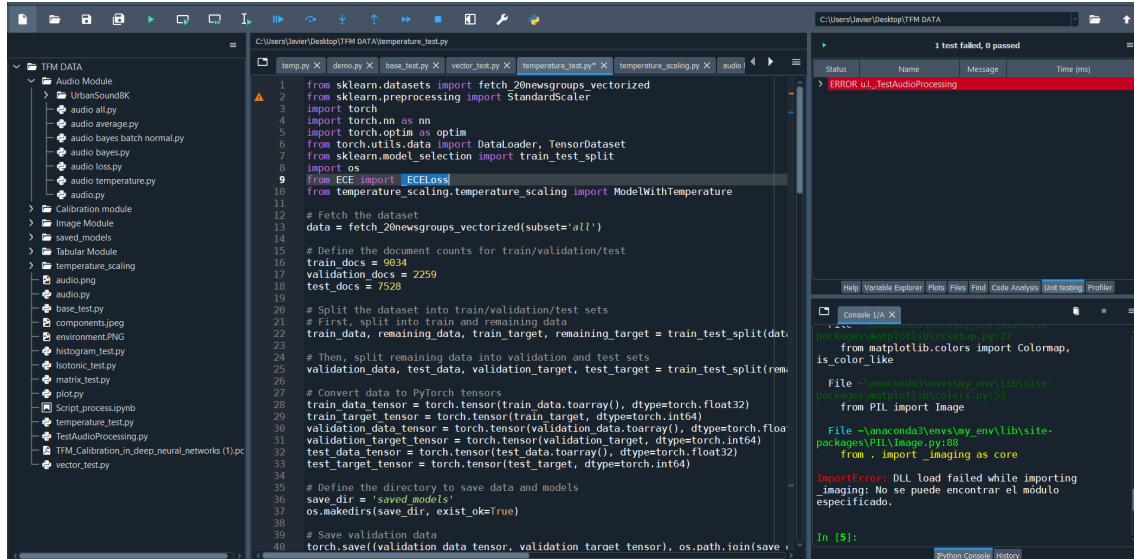 C:\Users\Javier\Desktop\TFM DATA
C:\Users\Javier\Desktop\TFM DATA\temperature_test.py
TFM DATA
Audio Module
UrbanSound8K
audio all.py
audio average.py
audio bayes batch normal.py
audio bayes.py
audio loss.py
audio temperature.py
audio.py
Calibration module
Image Module
saved_models
Tabular Module
temperature_scaling
audio.png
audio.py
base_test.py
components.jpeg
environment.PNG
histogram_test.py
Isotonic_test.py
matrix_test.py
plot.py
Script_process.ipynb
temperature_test.py
TestAudioProcessing.py
TFM_Calibration_in_deep_neural_networks (1).pc
vector_test.py
temp.py X demo.py X base_test.py X vector_test.py X temperature_test.py* X temperature_scaling.py X audio
1 from sklearn.datasets import fetch_20newsgroups_vectorized
2 from sklearn.preprocessing import StandardScaler
3 import torch
4 import torch.nn as nn
5 import torch.optim as optim
6 from torch.utils.data import DataLoader, TensorDataset
7 from sklearn.model_selection import train_test_split
8 import os
9 from ECE import _ECELoss
10 from temperature_scaling.temperature_scaling import ModelWithTemperature
11
12 # Fetch the dataset
13 data = fetch_20newsgroups_vectorized(subset='all')
14
15 # Define the document counts for train/validation/test
16 train_docs = 9034
17 validation_docs = 2259
18 test_docs = 7528
19
20 # Split the dataset into train/validation/test sets
21 # First, split into train and remaining data
22 train_data, remaining_data, train_target, remaining_target = train_test_split(data
23
24 # Then, split remaining data into validation and test sets
25 validation_data, test_data, validation_target, test_target = train_test_split(rema
26
27 # Convert data to PyTorch tensors
28 train_data_tensor = torch.tensor(train_data.toarray(), dtype=torch.float32)
29 train_target_tensor = torch.tensor(train_target, dtype=torch.int64)
30 validation_data_tensor = torch.tensor(validation_data.toarray(), dtype=torch.floa
31 validation_target_tensor = torch.tensor(validation_target, dtype=torch.int64)
32 test_data_tensor = torch.tensor(test_data.toarray(), dtype=torch.float32)
33 test_target_tensor = torch.tensor(test_target, dtype=torch.int64)
34
35 # Define the directory to save data and models
36 save_dir = 'saved_models'
37 os.makedirs(save_dir, exist_ok=True)
38
39 # Save validation data
40 torch.save((validation_data_tensor, validation_target_tensor), os.path.join(save_
1 test failed, 0 passed
Status Name Message Time (ms)
ERROR u.l._.TestAudioProcessing
Help Variable Explorer Plots Files Find Code Analysis Unit testing Profiler
Console 1/A X
packages\matplotlib\rcsetup.py:27
from matplotlib.colors import Colormap,
is_color_like
File ~\anaconda3\envs\my_env\lib\site-
packages\matplotlib\colors.py:52
from PIL import Image
File ~\anaconda3\envs\my_env\lib\site-
packages\PIL\Image.py:88
from . import _imaging as core
ImportError: DLL load failed while importing
_imaging: No se puede encontrar el módulo
especificado.
In [5]:
IPython Console History